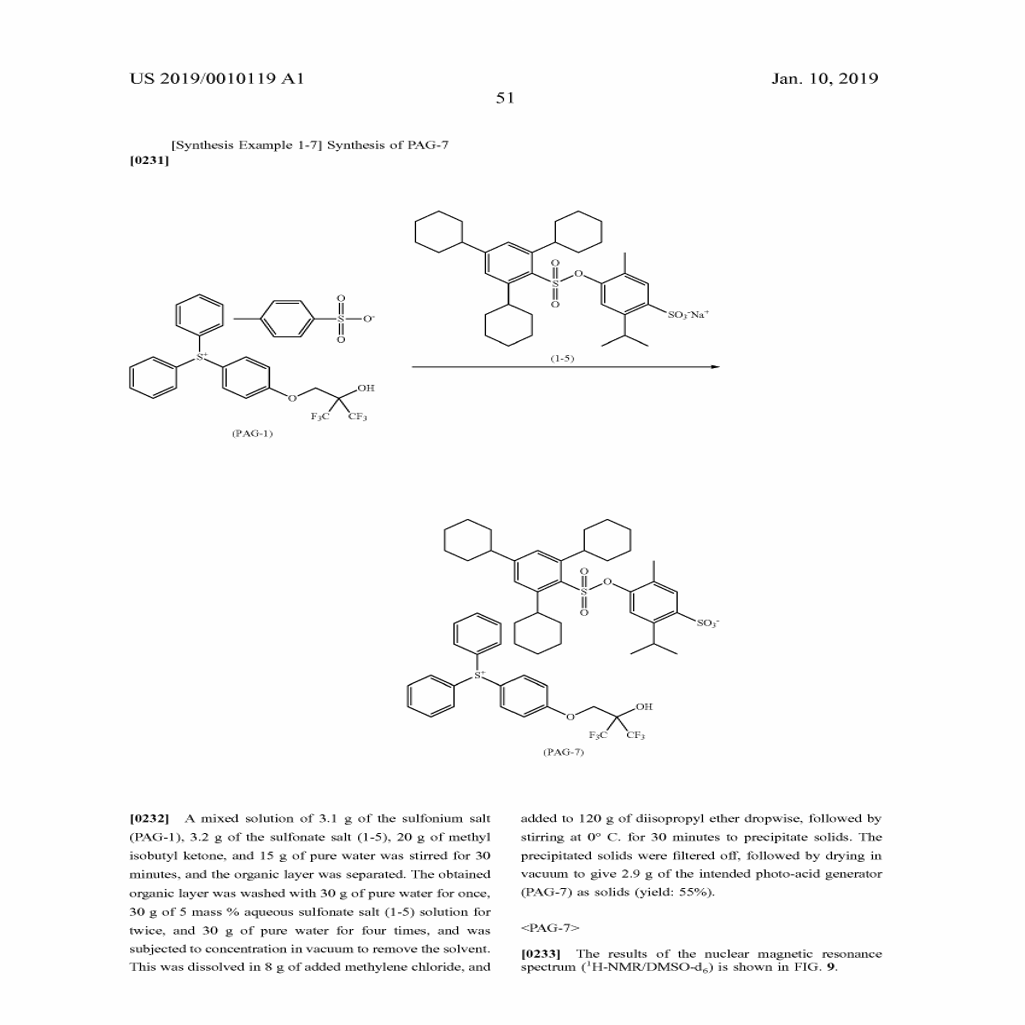 US 2019/0010119 A1
Jan. 10, 2019
51
[Synthesis Example 1-7] Synthesis of PAG-7
[0231]
O
S
O
O
SO3-Na+
(1-5)
O
S
O-
O
S+
O
OH
F3C
CF3
(PAG-1)
O
S
O
O
SO3-
S+
O
OH
F3C
CF3
(PAG-7)
[0232] A mixed solution of 3.1 g of the sulfonium salt
(PAG-1), 3.2 g of the sulfonate salt (1-5), 20 g of methyl
isobutyl ketone, and 15 g of pure water was stirred for 30
minutes, and the organic layer was separated. The obtained
organic layer was washed with 30 g of pure water for once,
30 g of 5 mass % aqueous sulfonate salt (1-5) solution for
twice, and 30 g of pure water for four times, and was
subjected to concentration in vacuum to remove the solvent.
This was dissolved in 8 g of added methylene chloride, and
added to 120 g of diisopropyl ether dropwise, followed by
stirring at 0° C. for 30 minutes to precipitate solids. The
precipitated solids were filtered off, followed by drying in
vacuum to give 2.9 g of the intended photo-acid generator
(PAG-7) as solids (yield: 55%).
<PAG-7>
[0233] The results of the nuclear magnetic resonance
spectrum (1H-NMR/DMSO-d6) is shown in FIG. 9.